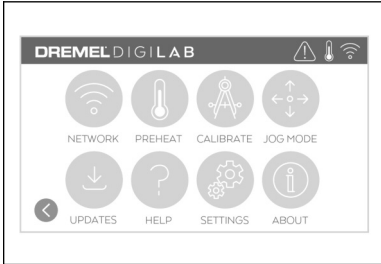 DREMEL DIGILAB
NETWORK PREHEAT CALIBRATE JOG MODE
UPDATES HELP SETTINGS ABOUT